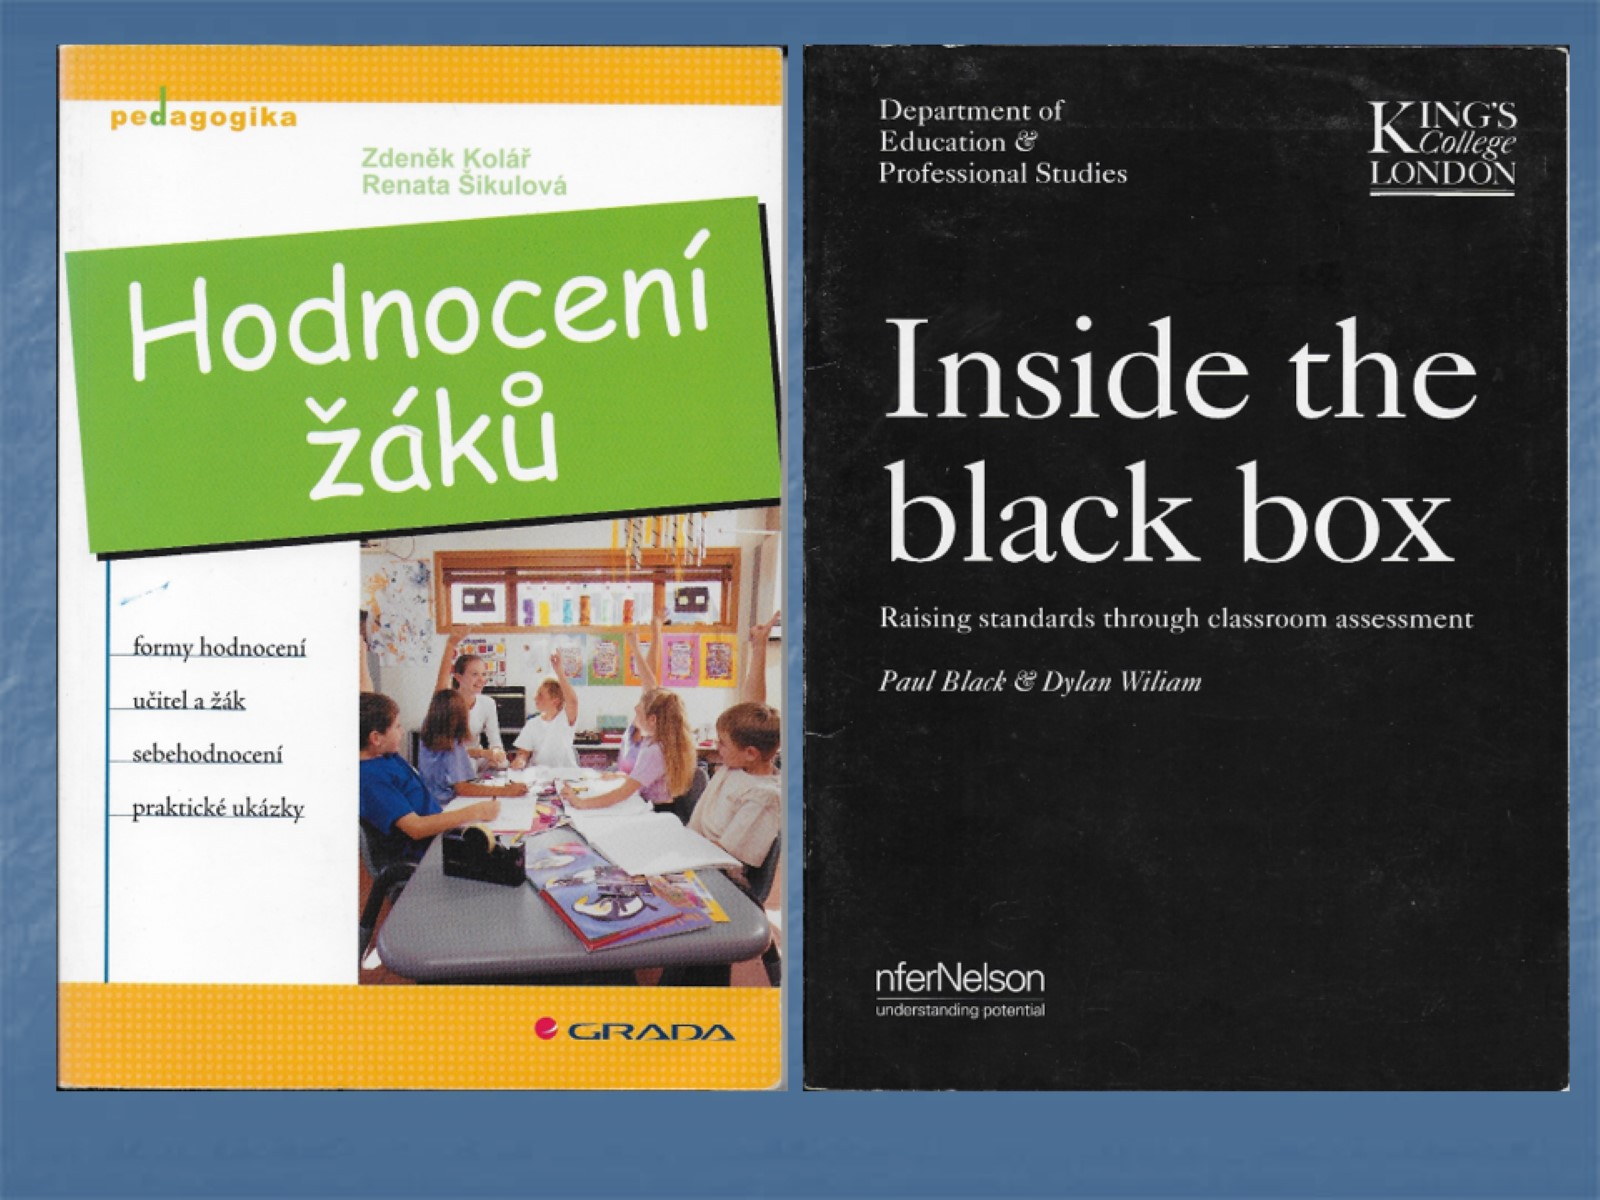 pedagogika
Zdeněk Kolář
Renata Šikulová
Hodnocení
žáků
formy hodnocení
učitel a žák
sebehodnocení
praktické ukázky
GRADA
Department of
Education &
Professional Studies
KING'S
College
LONDON
Inside the
black box
Raising standards through classroom assessment
Paul Black & Dylan Wiliam
nferNelson
understanding potential